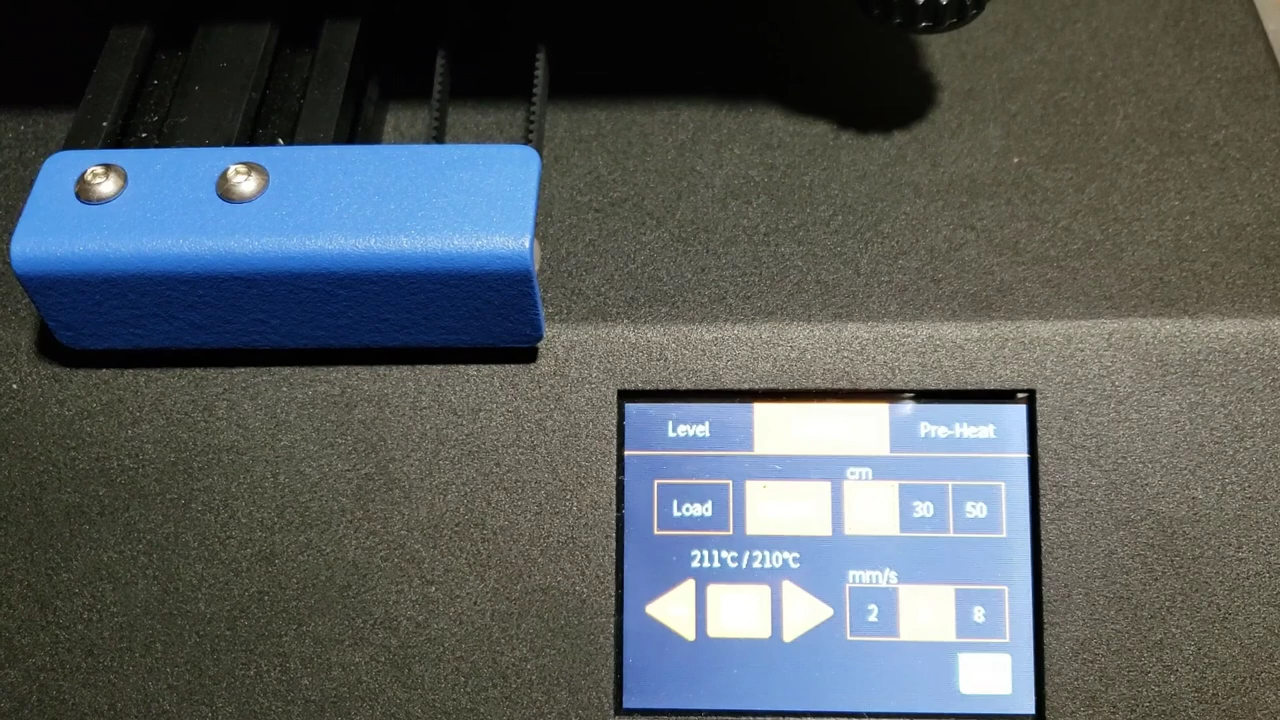 Level Pre-Heat
cm
Load 30 50
211℃ / 210℃
mm/s
2 8